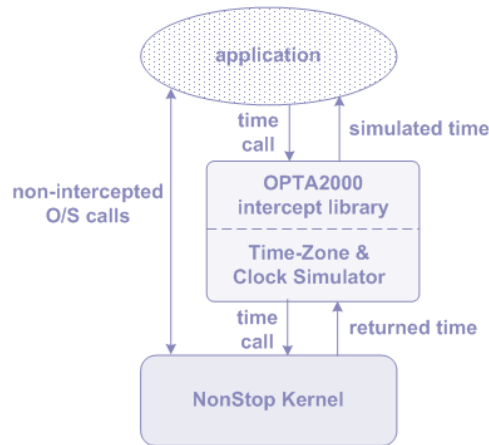 application
time
call
simulated time
non-intercepted
O/S calls
OPTA2000
intercept library
Time-Zone &
Clock Simulator
time
call
returned time
NonStop Kernel